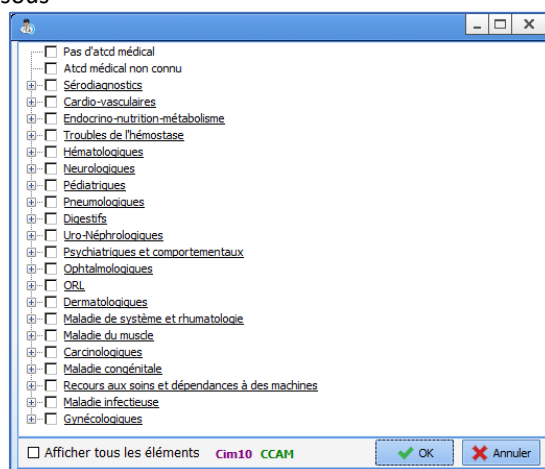 Pas d'atcd médical
Atcd médical non connu
Sérodiagnostics
Cardio-vasculaires
Endocrino-nutrition-métabolisme
Troubles de l'hémostase
Hématologiques
Neurologiques
Pédiatriques
Pneumologiques
Digestifs
Uro-Néphrologiques
Psychiatriques et comportementaux
Ophtalmologiques
ORL
Dermatologiques
Maladie de système et rhumatologie
Maladie du muscle
Carcinologiques
Maladie congénitale
Recours aux soins et dépendances à des machines
Maladie infectieuse
Gynécologiques
Afficher tous les éléments Cim10 CCAM OK Annuler